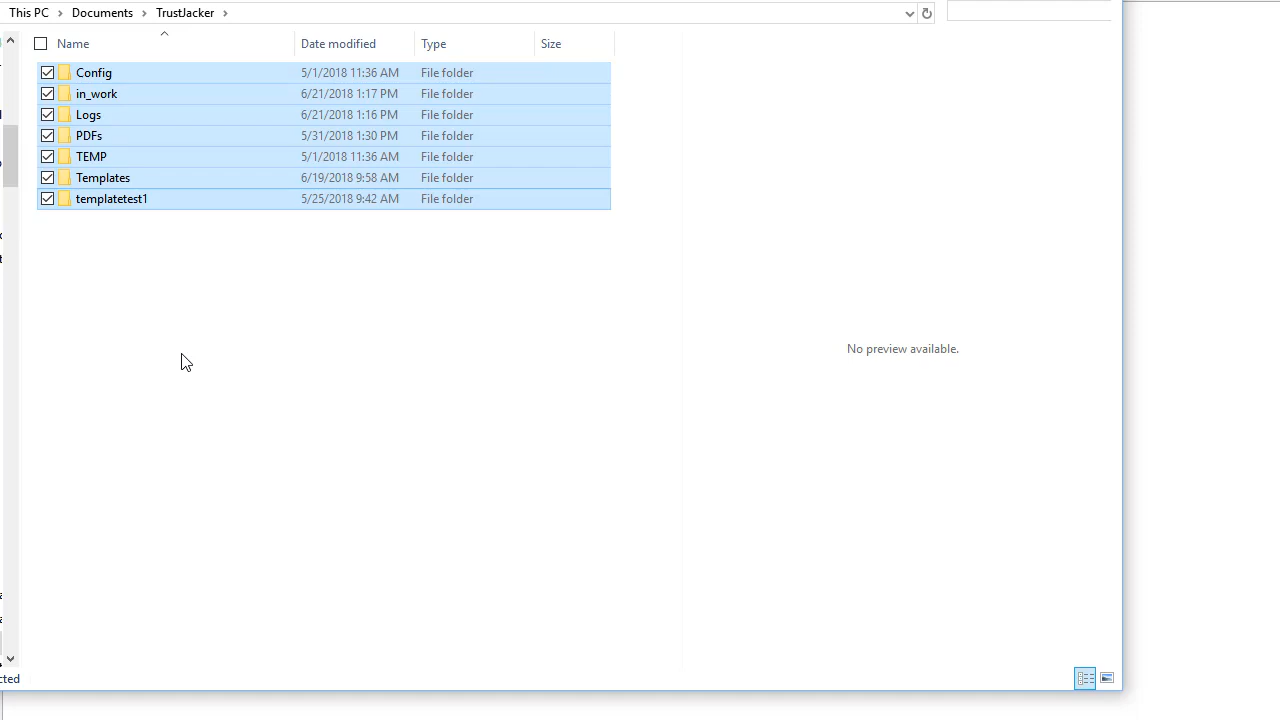 This PC > Documents > TrustJacker >
Name Date modified Type Size
Config 5/1/2018 11:36 AM File folder
in_work 6/21/2018 1:17 PM File folder
Logs 6/21/2018 1:16 PM File folder
PDFs 5/31/2018 1:30 PM File folder
TEMP 5/1/2018 11:36 AM File folder
Templates 6/19/2018 9:58 AM File folder
templatetest1 5/25/2018 9:42 AM File folder
No preview available.
cted